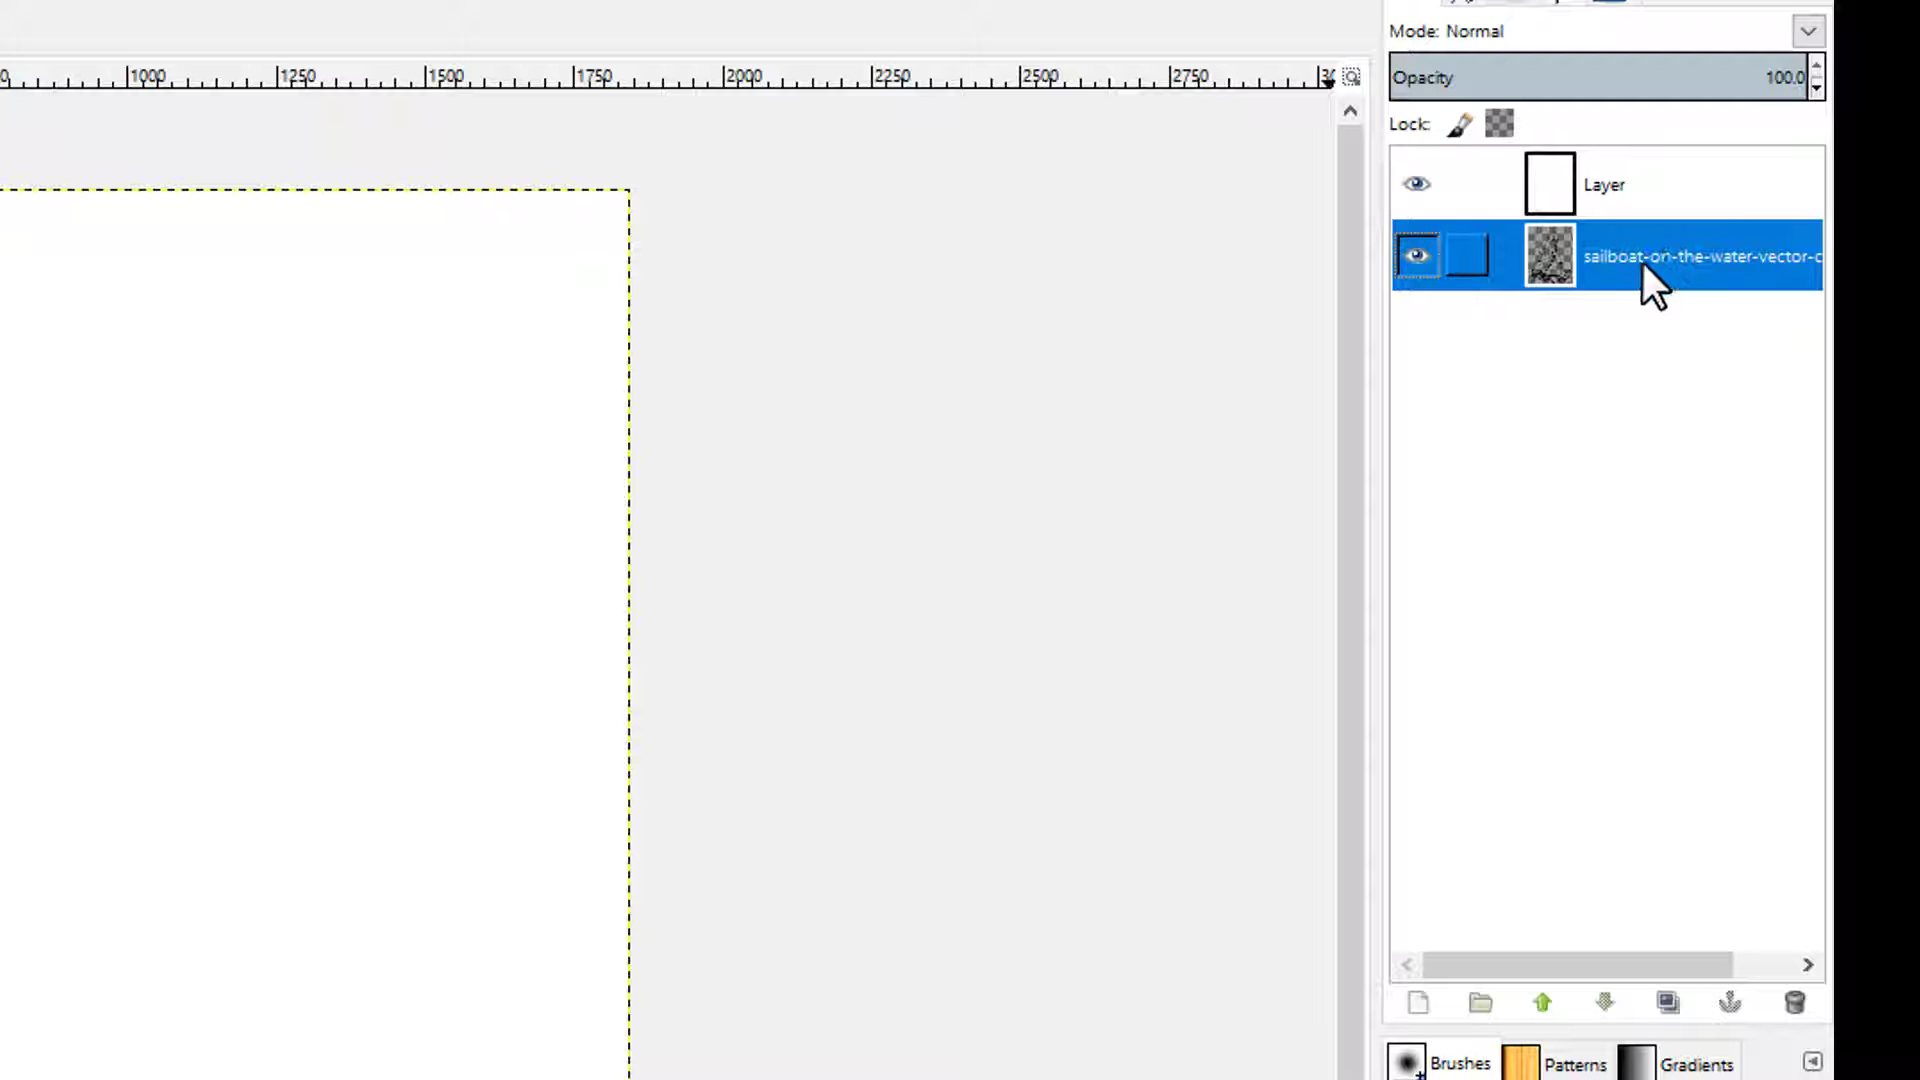 Mode: Normal
1000 1250 1500 1750 2000 2250 2500 2750
Opacity 100.0
Lock:
Layer
sailboat-on-the-water-vector-c
Brushes Patterns Gradients